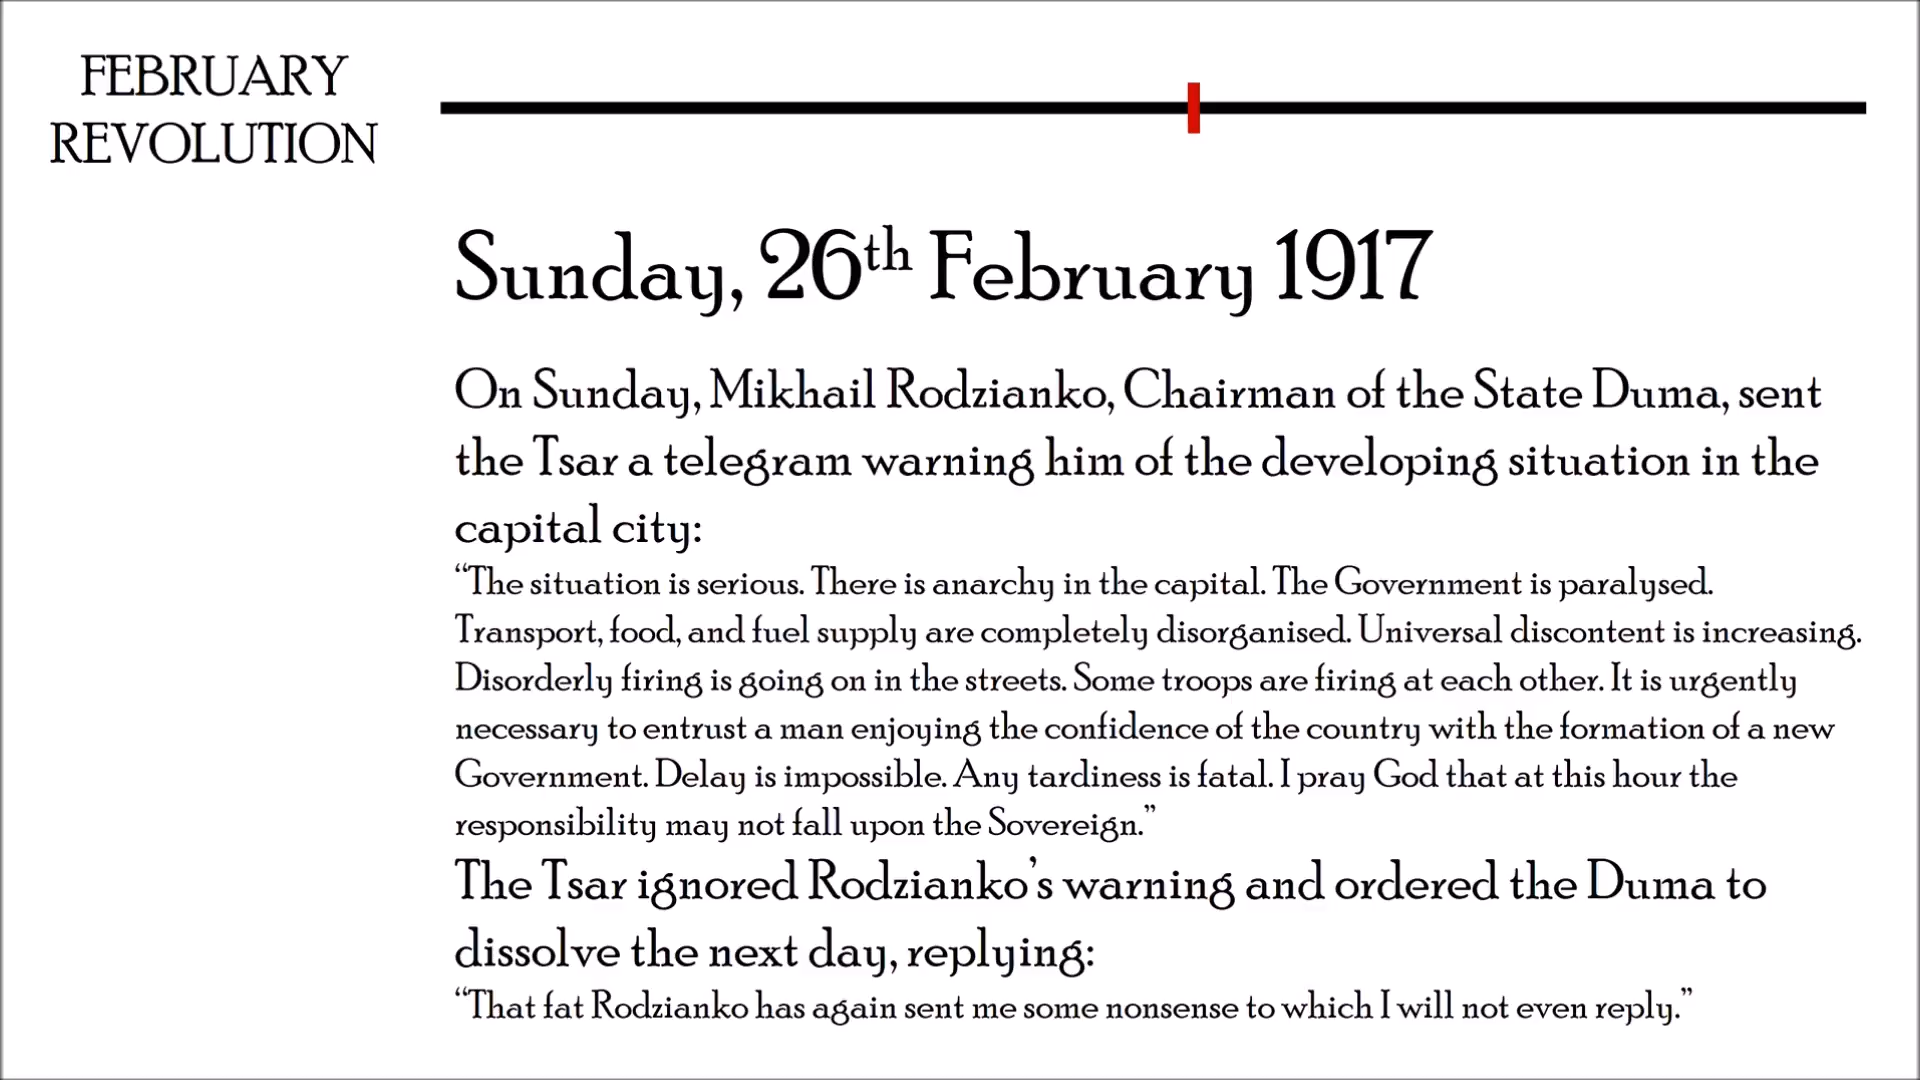 FEBRUARY
REVOLUTION
Sunday, 26th February 1917
On Sunday, Mikhail Rodzianko, Chairman of the State Duma, sent
the Tsar a telegram warning him of the developing situation in the
capital city:
“The situation is serious. There is anarchy in the capital. The Government is paralysed.
Transport, food, and fuel supply are completely disorganised. Universal discontent is increasing.
Disorderly firing is going on in the streets. Some troops are firing at each other. It is urgently
necessary to entrust a man enjoying the confidence of the country with the formation of a new
Government. Delay is impossible. Any tardiness is fatal. I pray God that at this hour the
responsibility may not fall upon the Sovereign.”
The Tsar ignored Rodzianko’s warning and ordered the Duma to
dissolve the next day, replying:
“That fat Rodzianko has again sent me some nonsense to which I will not even reply.”